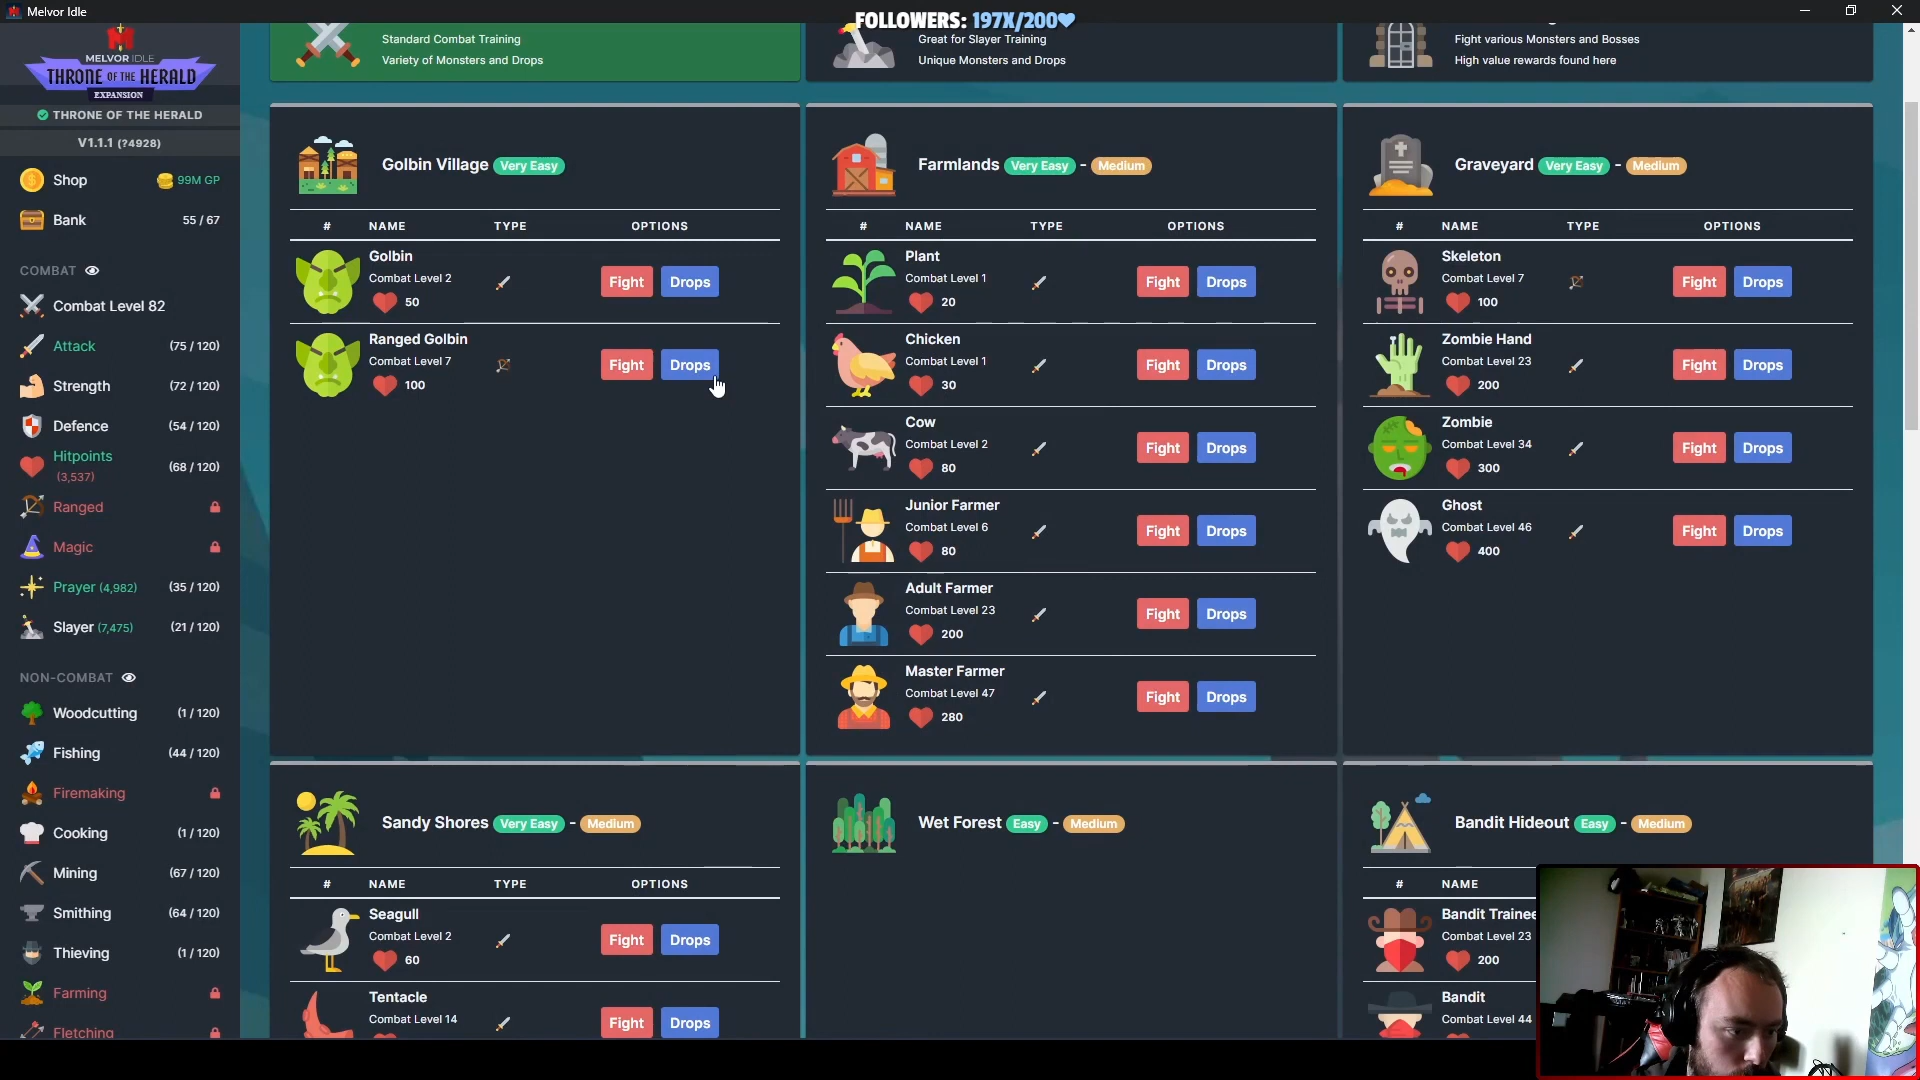 Melvor Idle
FOLLOWERS: 197X/200
MELVOR IDLE
THRONE OF THE HERALD
EXPANSION
THRONE OF THE HERALD
V1.1.1 (?4928)
Shop 99M GP
Bank 55 / 67
COMBAT
Combat Level 82
Attack (75 / 120)
Strength (72 / 120)
Defence (54 / 120)
Hitpoints
(3,537) (68 / 120)
Ranged
Magic
Prayer (4,982) (35 / 120)
Slayer (7,475) (21 / 120)
NON-COMBAT
Woodcutting (1 / 120)
Fishing (44 / 120)
Firemaking
Cooking (1 / 120)
Mining (67 / 120)
Smithing (64 / 120)
Thieving (1 / 120)
Farming
Fletching
Standard Combat Training
Variety of Monsters and Drops
Great for Slayer Training
Unique Monsters and Drops
Fight various Monsters and Bosses
High value rewards found here
Golbin Village Very Easy
# NAME TYPE OPTIONS
Golbin
Combat Level 2
50
Fight Drops
Ranged Golbin
Combat Level 7
100
Fight Drops
Farmlands Very Easy - Medium
# NAME TYPE OPTIONS
Plant
Combat Level 1
20
Fight Drops
Chicken
Combat Level 1
30
Fight Drops
Cow
Combat Level 2
80
Fight Drops
Junior Farmer
Combat Level 6
80
Fight Drops
Adult Farmer
Combat Level 23
200
Fight Drops
Master Farmer
Combat Level 47
280
Fight Drops
Graveyard Very Easy - Medium
# NAME TYPE OPTIONS
Skeleton
Combat Level 7
100
Fight Drops
Zombie Hand
Combat Level 23
200
Fight Drops
Zombie
Combat Level 34
300
Fight Drops
Ghost
Combat Level 46
400
Fight Drops
Sandy Shores Very Easy - Medium
# NAME TYPE OPTIONS
Seagull
Combat Level 2
60
Fight Drops
Tentacle
Combat Level 14
Fight Drops
Wet Forest Easy - Medium
Bandit Hideout Easy - Medium
# NAME
Bandit Trainee
Combat Level 23
200
Bandit
Combat Level 44